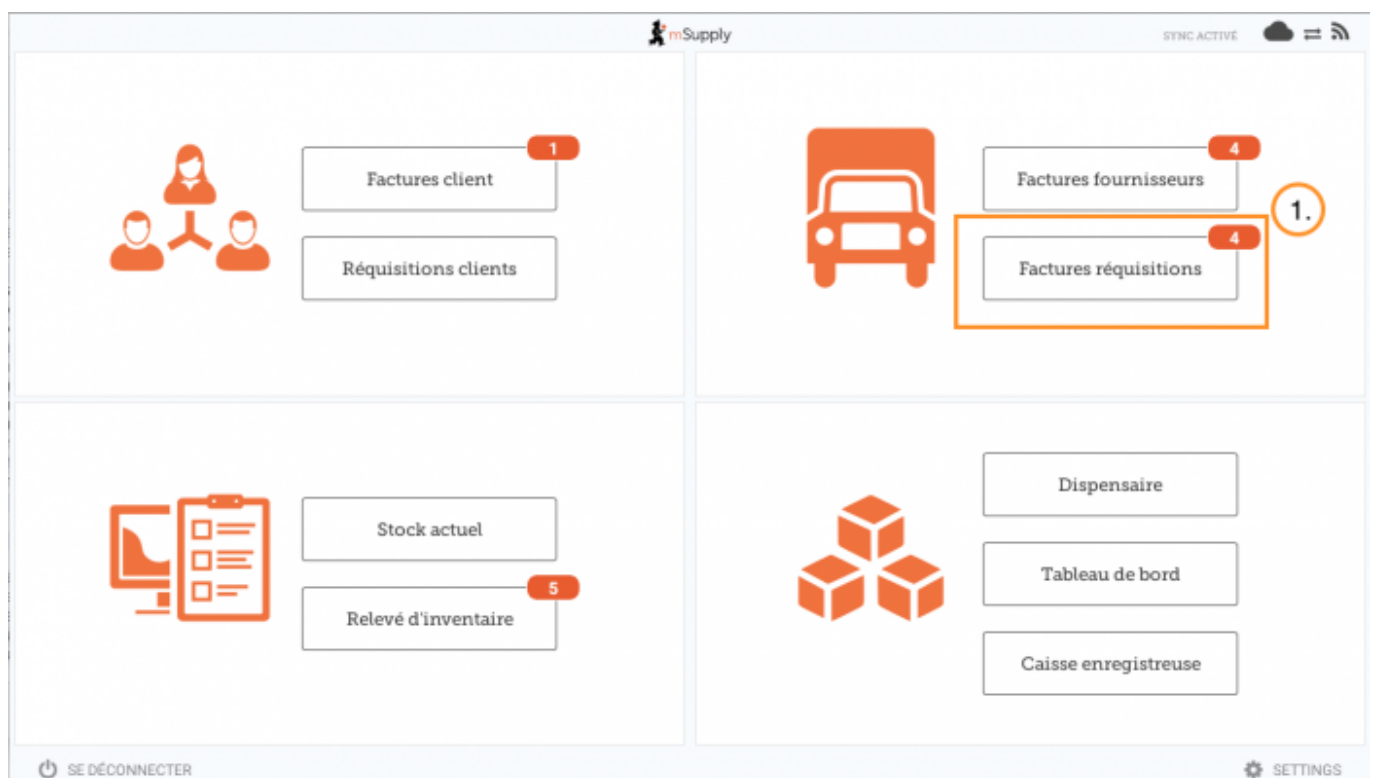 mSupply
SYNC ACTIVÉ
1
Factures client
Réquisitions clients
4
Factures fournisseurs
1.
4
Factures réquisitions
Stock actuel
5
Relevé d'inventaire
Dispensaire
Tableau de bord
Caisse enregistreuse
SE DÉCONNECTER
SETTINGS